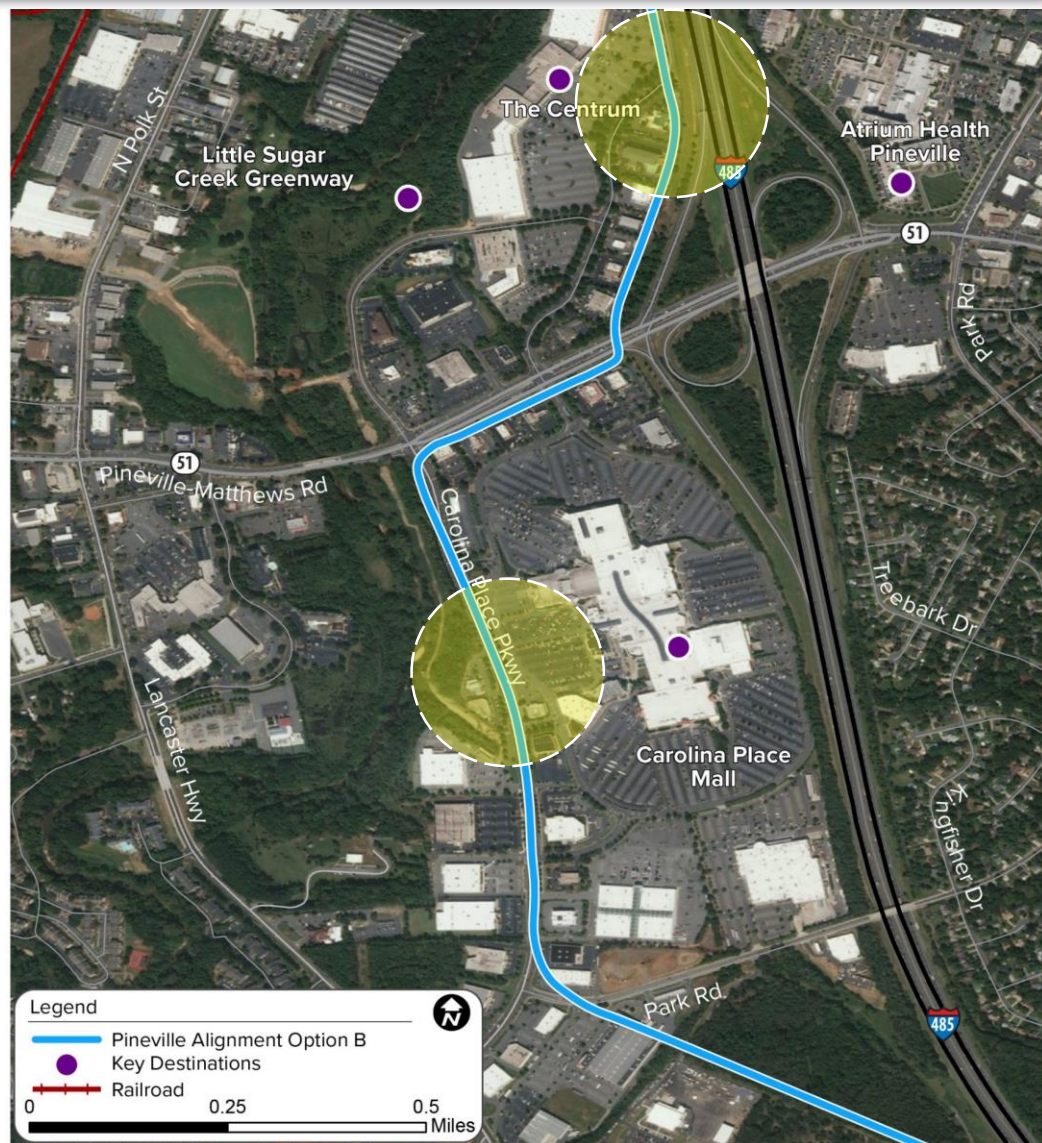 N Polk St
The Centrum
Little Sugar
Creek Greenway
Atrium Health
Pineville
485
51
Park Rd
51
Pineville-Matthews Rd
Carolina Place Pkwy
Treebark Dr
Lancaster Hwy
Carolina Place
Mall
Kingfisher Dr
Park Rd
485
Legend
N
Pineville Alignment Option B
Key Destinations
Railroad
0 0.25 0.5
Miles